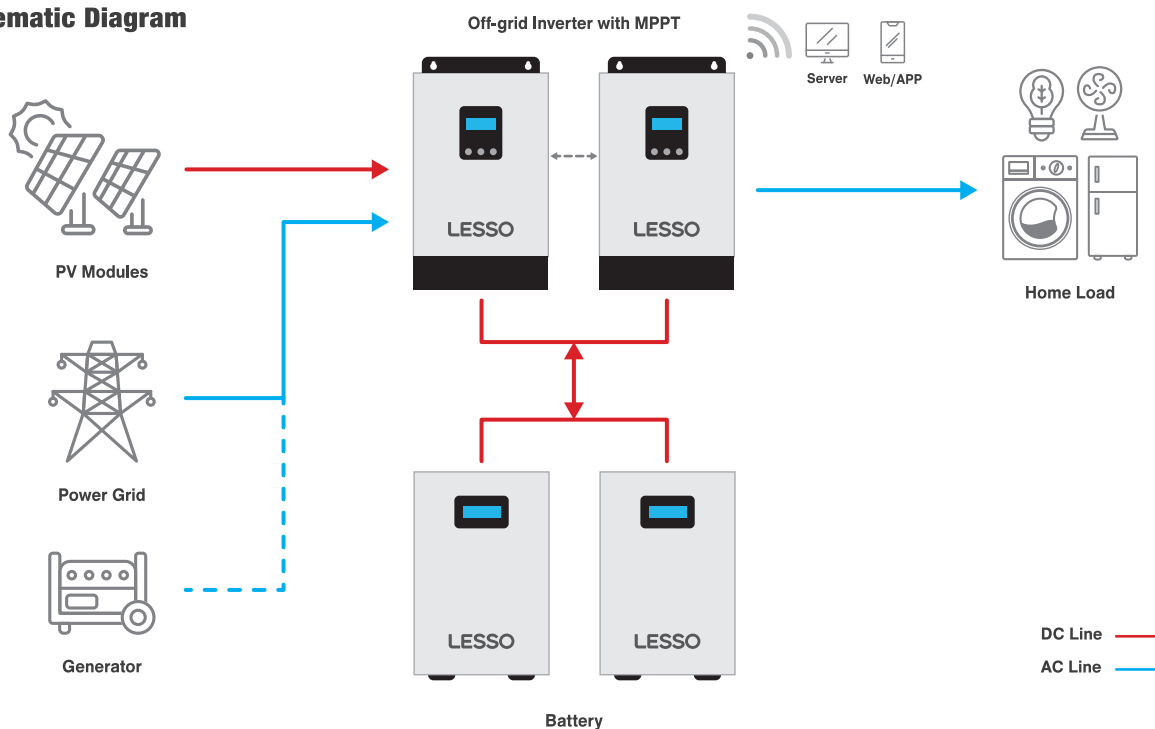 ematic Diagram
Off-grid Inverter with MPPT
Server
Web/APP
LESSO
LESSO
PV Modules
Home Load
Power Grid
Generator
LESSO
LESSO
Battery
DC Line
AC Line